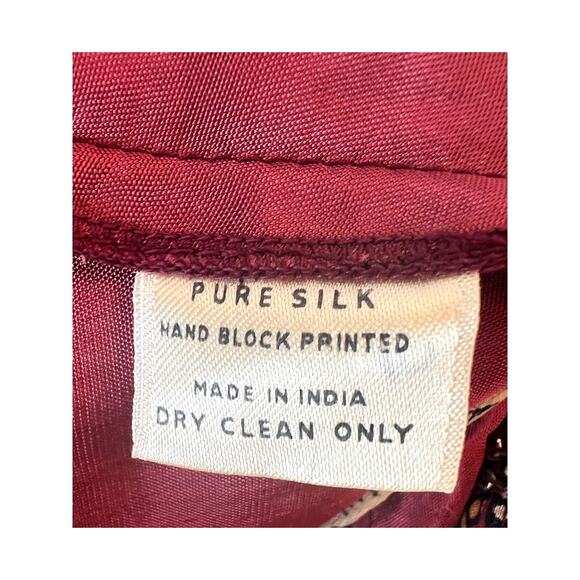 PURE SILK
HAND BLOCK PRINTED
MADE IN INDIA
DRY CLEAN ONLY